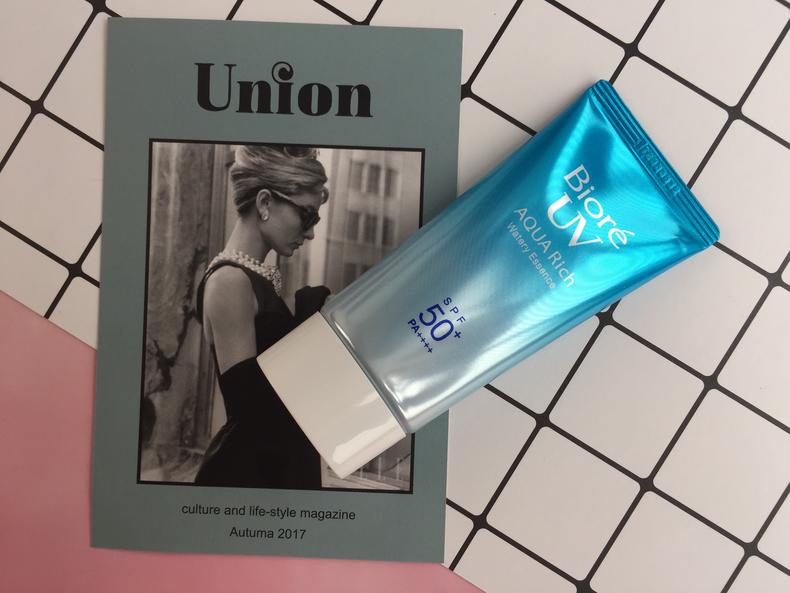 Union
culture and life-style magazine
Autuma 2017
Bioré
UV
AQUA Rich
Watery Essence
SPF
50+
PA++++